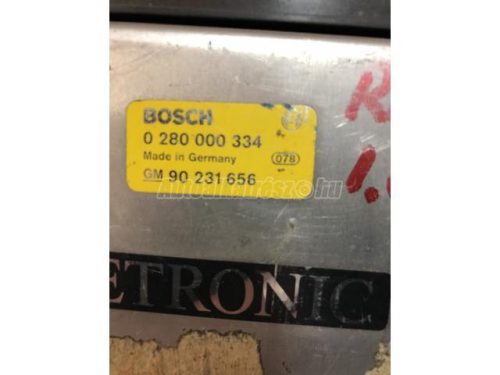 BOSCH
0 280 000 334
Made in Germany 078
GM 90 231 656
ETRONIC